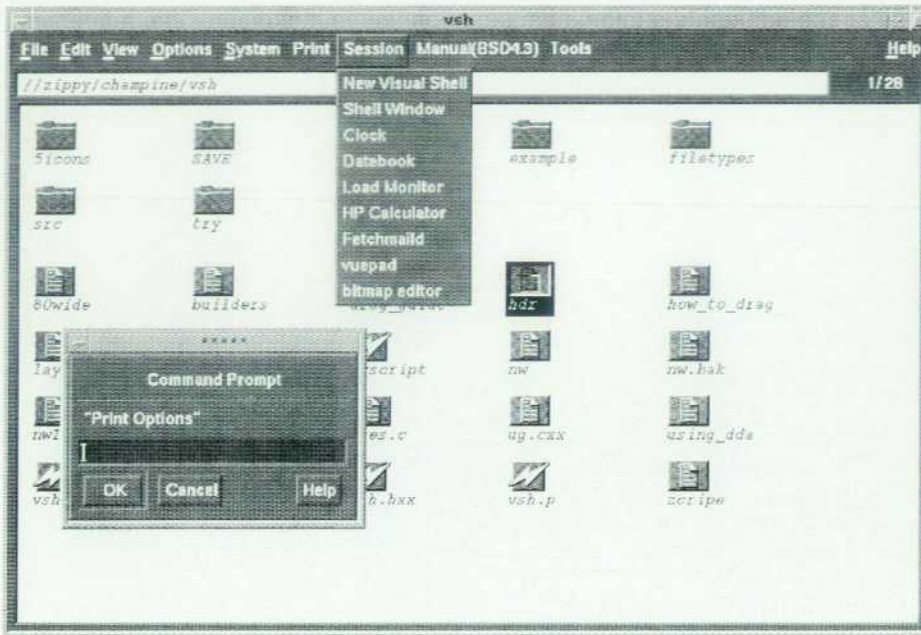 vsh
File Edit View Options System Print Session Manual(BSD4.3) Tools Help
//zippy/champine/vsh 1/28
New Visual Shell
Shell Window
Clock
Datebook
Load Monitor
HP Calculator
Fetchmaild
vuepad
bitmap editor
5icons SAVE example filetypes
src try
80wide builders hdr how_to_drag
lay nw nw.bak
ug.cxx using_dda
vsh vsh.p zcripe
*****
Command Prompt
"Print Options"
OK Cancel Help